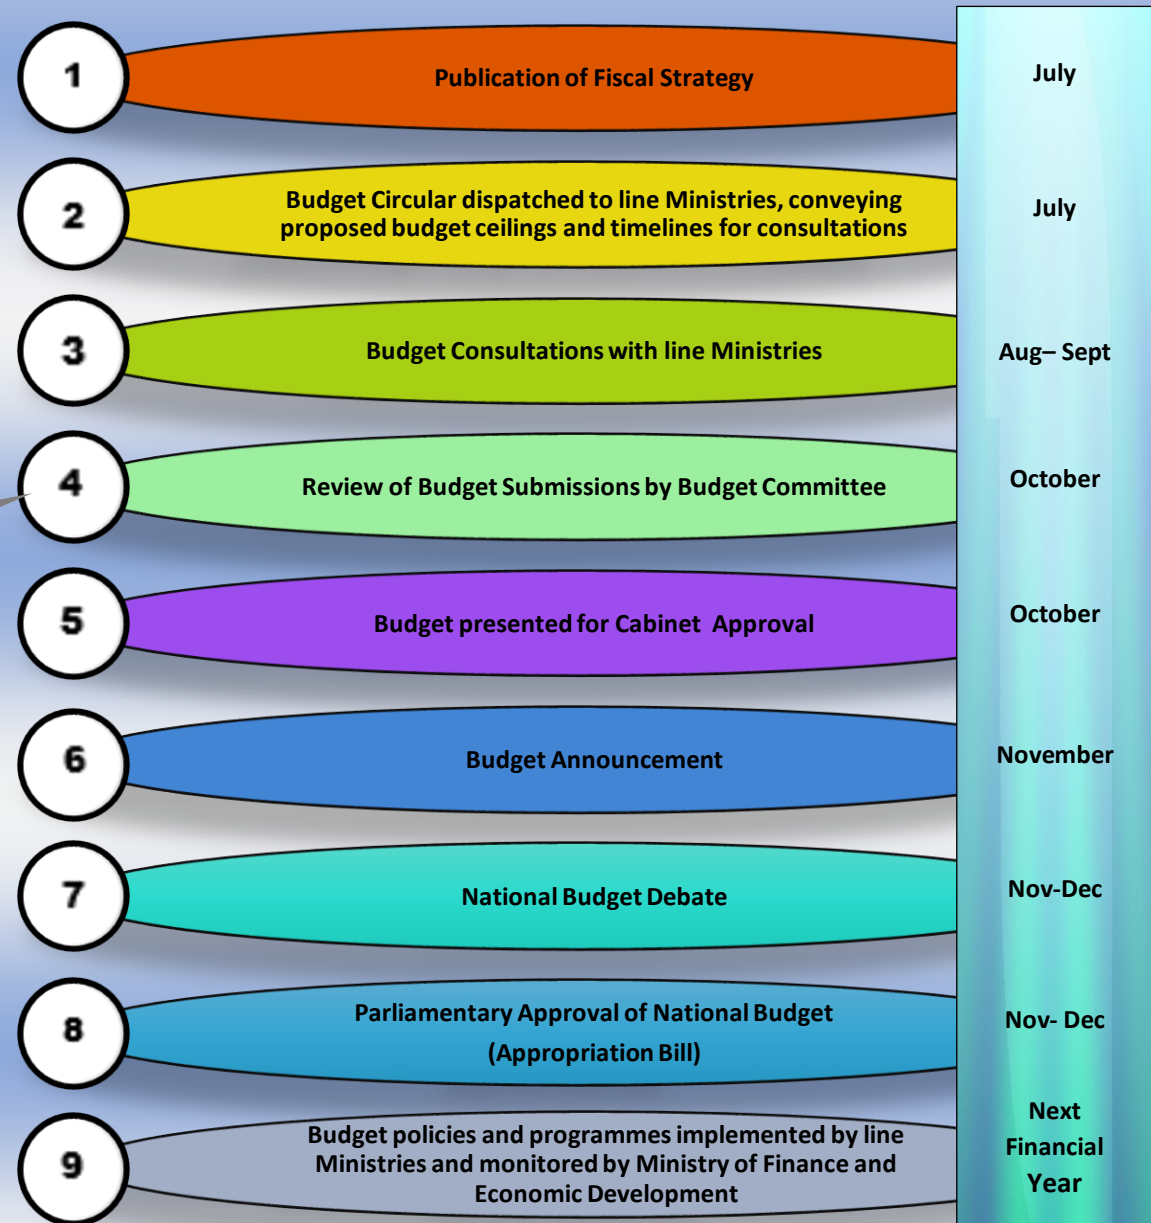 1
Publication of Fiscal Strategy
July
2
Budget Circular dispatched to line Ministries, conveying
proposed budget ceilings and timelines for consultations
July
3
Budget Consultations with line Ministries
Aug– Sept
4
Review of Budget Submissions by Budget Committee
October
5
Budget presented for Cabinet Approval
October
6
Budget Announcement
November
7
National Budget Debate
Nov-Dec
8
Parliamentary Approval of National Budget
(Appropriation Bill)
Nov- Dec
9
Budget policies and programmes implemented by line
Ministries and monitored by Ministry of Finance and
Economic Development
Next
Financial
Year